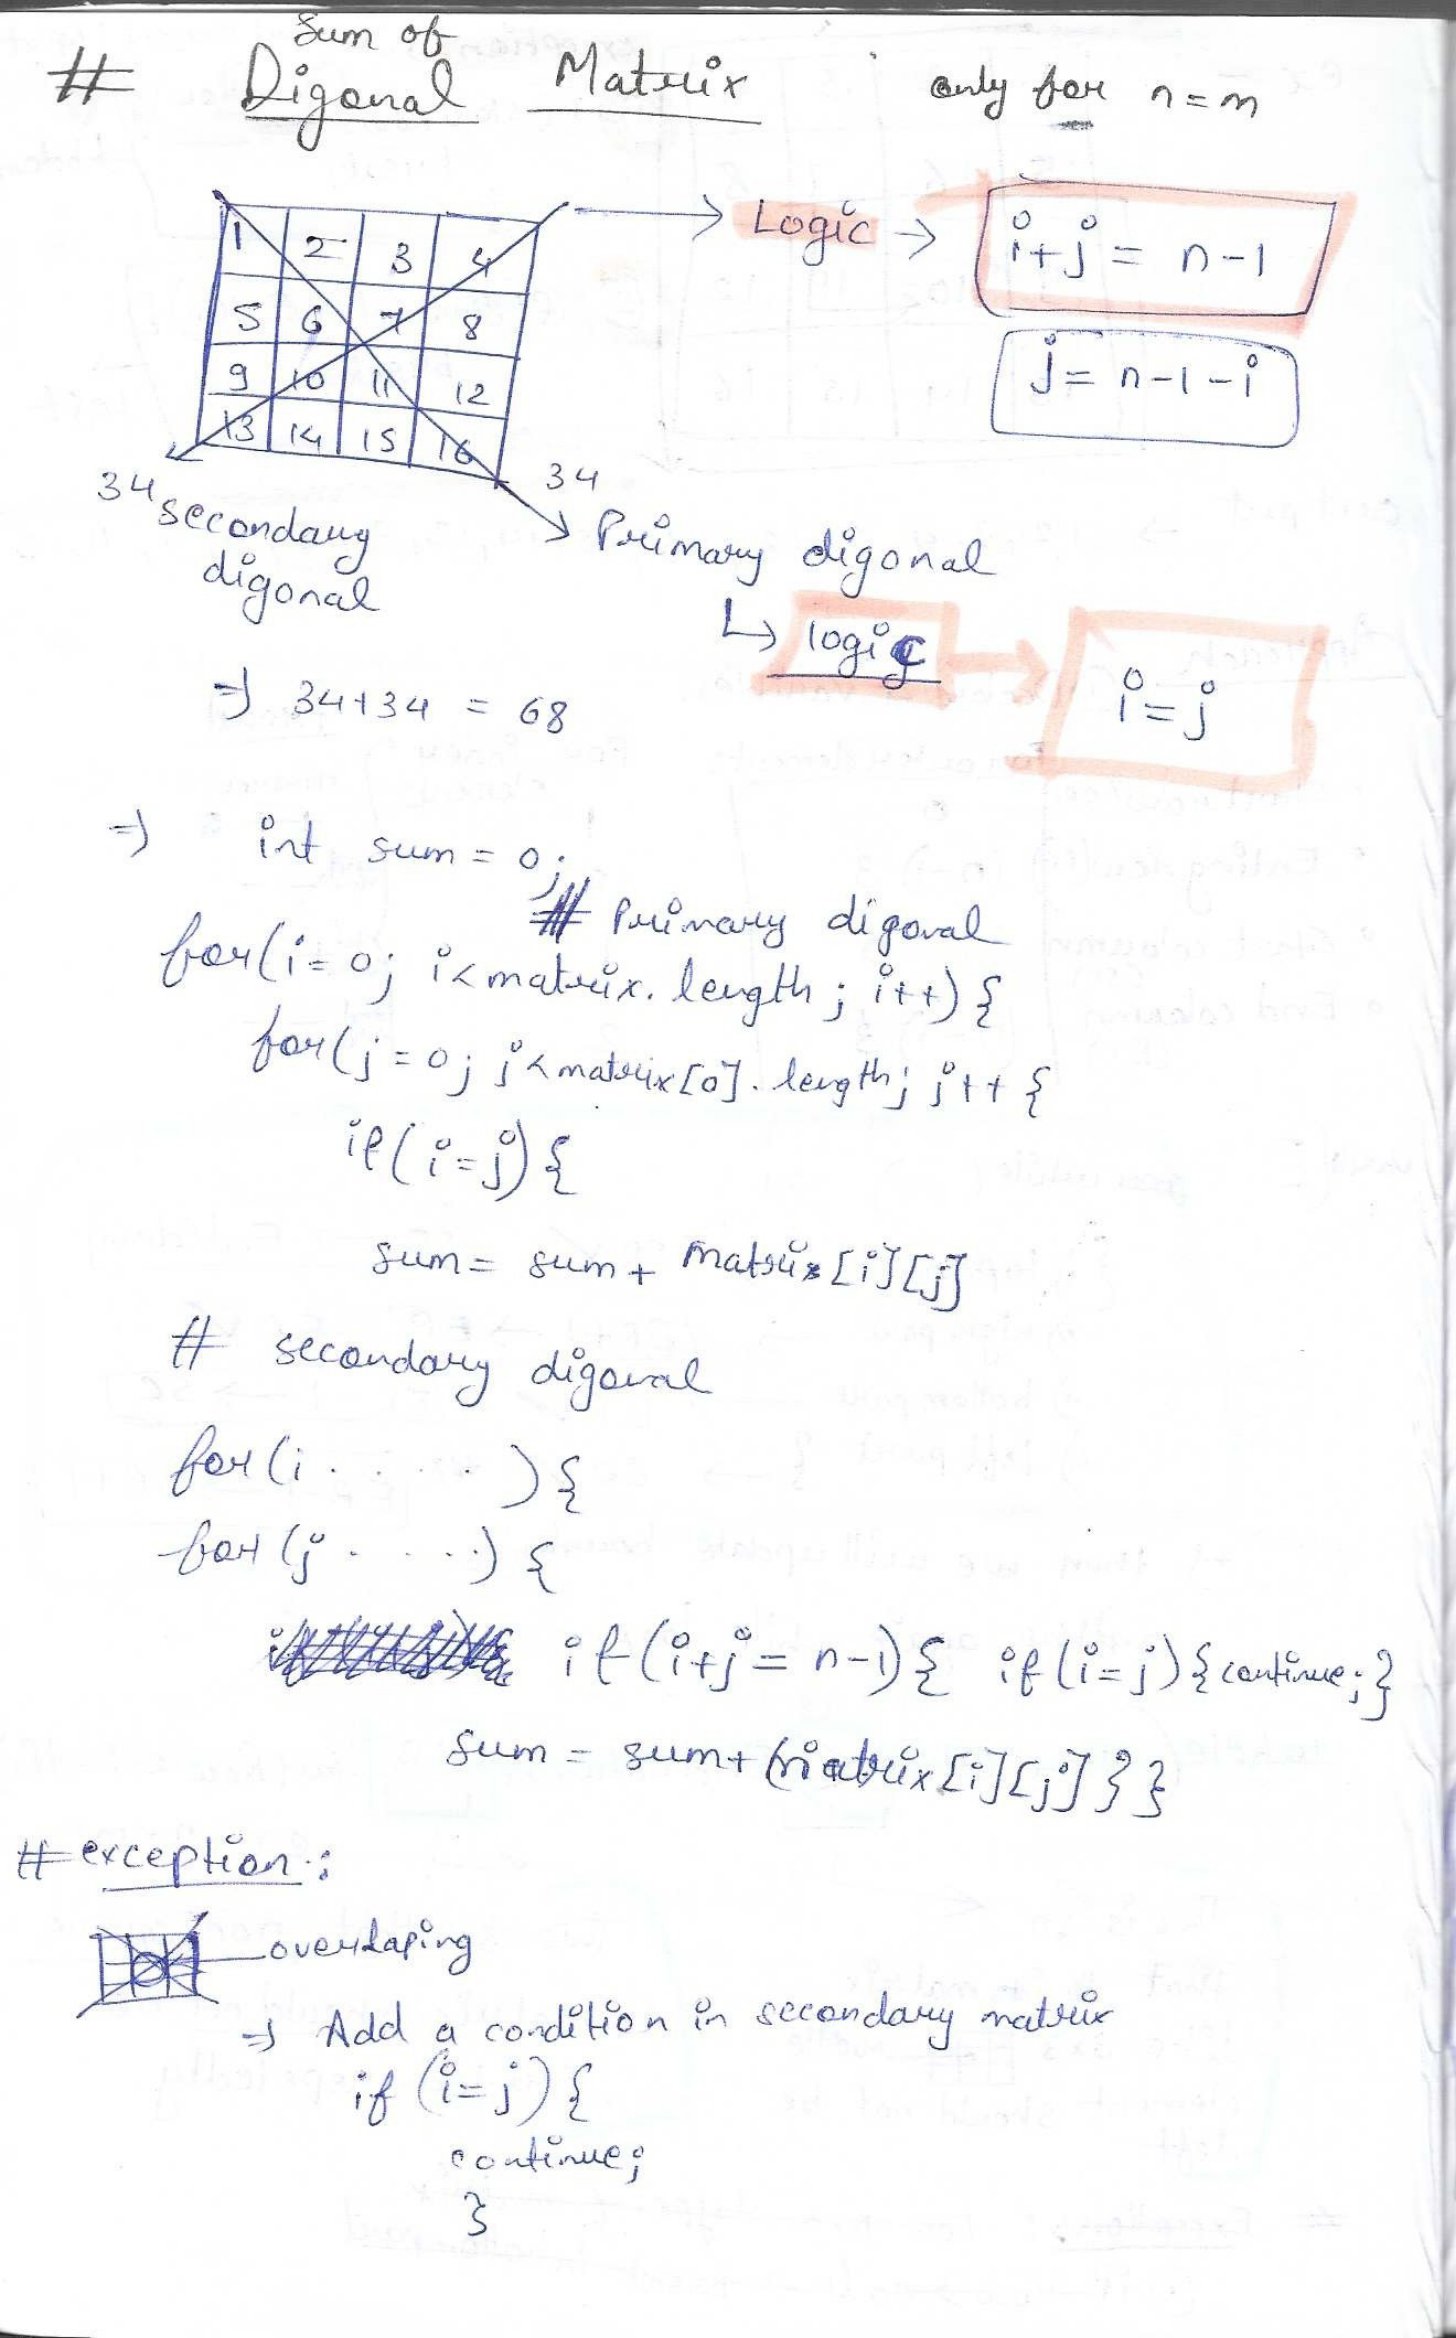 # Sum of Digonal Matrix only for n=m
1 2 3 4
5 6 7 8
9 10 11 12
13 14 15 16
Logic → i+j = n-1
j= n-1-i
34 secondary digonal
34 Primary digonal
↳ logic → i=j
⇒ 34+34 = 68
⇒ int sum = 0;
# Primary digonal
for(i= 0; i<matrix.length; i++){
for(j=0; j<matrix[0].length; j++{
if(i=j){
sum= sum+ Matrix[i][j]
# secondary digonal
for(i.....){
for(j.....){
if(i+j= n-1){ if(i=j){continue;}
sum = sum+(matrix[i][j]}}
# exception:
overlaping
⇒ Add a condition in secondary matrix
if (i=j){
continue;
}